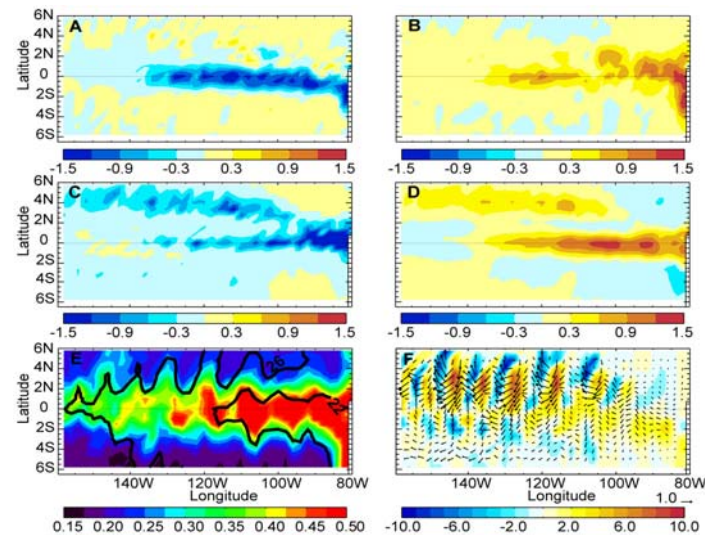 6N
4N
2N
0
2S
4S
6S
Latitude
A
B
-1.5 -0.9 -0.3 0.3 0.9 1.5
-1.5 -0.9 -0.3 0.3 0.9 1.5
6N
4N
2N
0
2S
4S
6S
Latitude
C
D
-1.5 -0.9 -0.3 0.3 0.9 1.5
-1.5 -0.9 -0.3 0.3 0.9 1.5
6N
4N
2N
0
2S
4S
6S
Latitude
E
26
F
140W 120W 100W 80W
Longitude
140W 120W 100W 80W
Longitude
1.0
0.15 0.20 0.25 0.30 0.35 0.40 0.45 0.50
-10.0 -6.0 -2.0 2.0 6.0 10.0